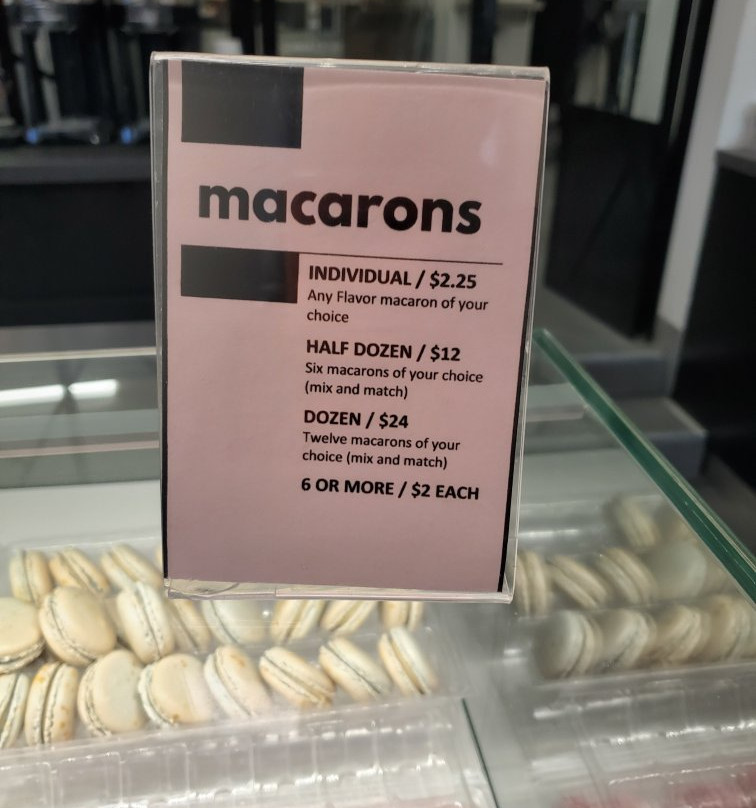 macarons
INDIVIDUAL / $2.25
Any Flavor macaron of your
choice
HALF DOZEN / $12
Six macarons of your choice
(mix and match)
DOZEN / $24
Twelve macarons of your
choice (mix and match)
6 OR MORE / $2 EACH